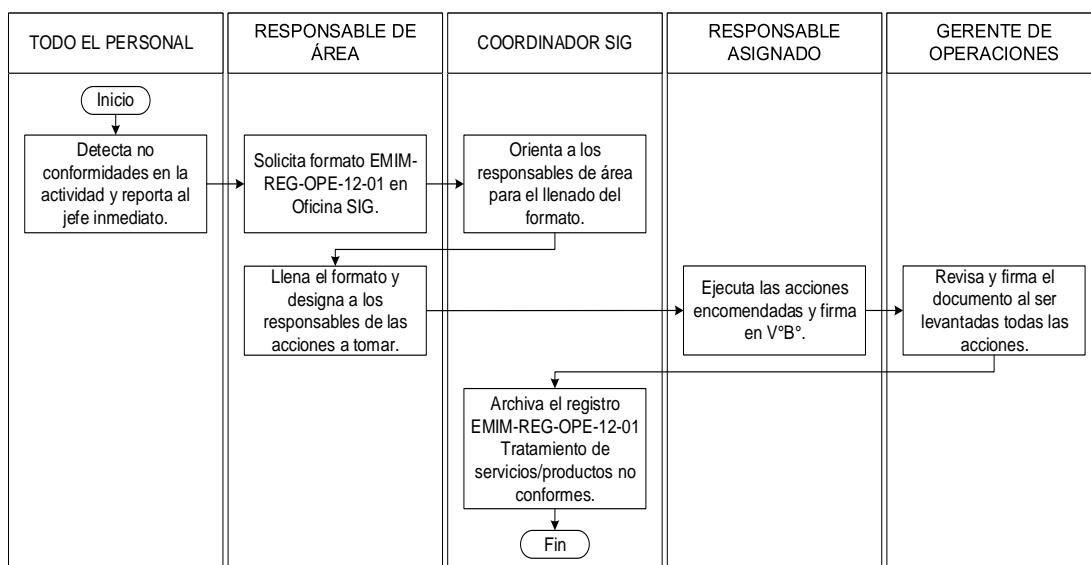 TODO EL PERSONAL
RESPONSABLE DE
ÁREA
COORDINADOR SIG
RESPONSABLE
ASIGNADO
GERENTE DE
OPERACIONES
Inicio
Detecta no
conformidades en la
actividad y reporta al
jefe inmediato.
Solicita formato EMIM-
REG-OPE-12-01 en
Oficina SIG.
Orienta a los
responsables de área
para el llenado del
formato.
Llena el formato y
designa a los
responsables de las
acciones a tomar.
Ejecuta las acciones
encomendadas y firma
en V°B°.
Revisa y firma el
documento al ser
levantadas todas las
acciones.
Archiva el registro
EMIM-REG-OPE-12-01
Tratamiento de
servicios/productos no
conformes.
Fin